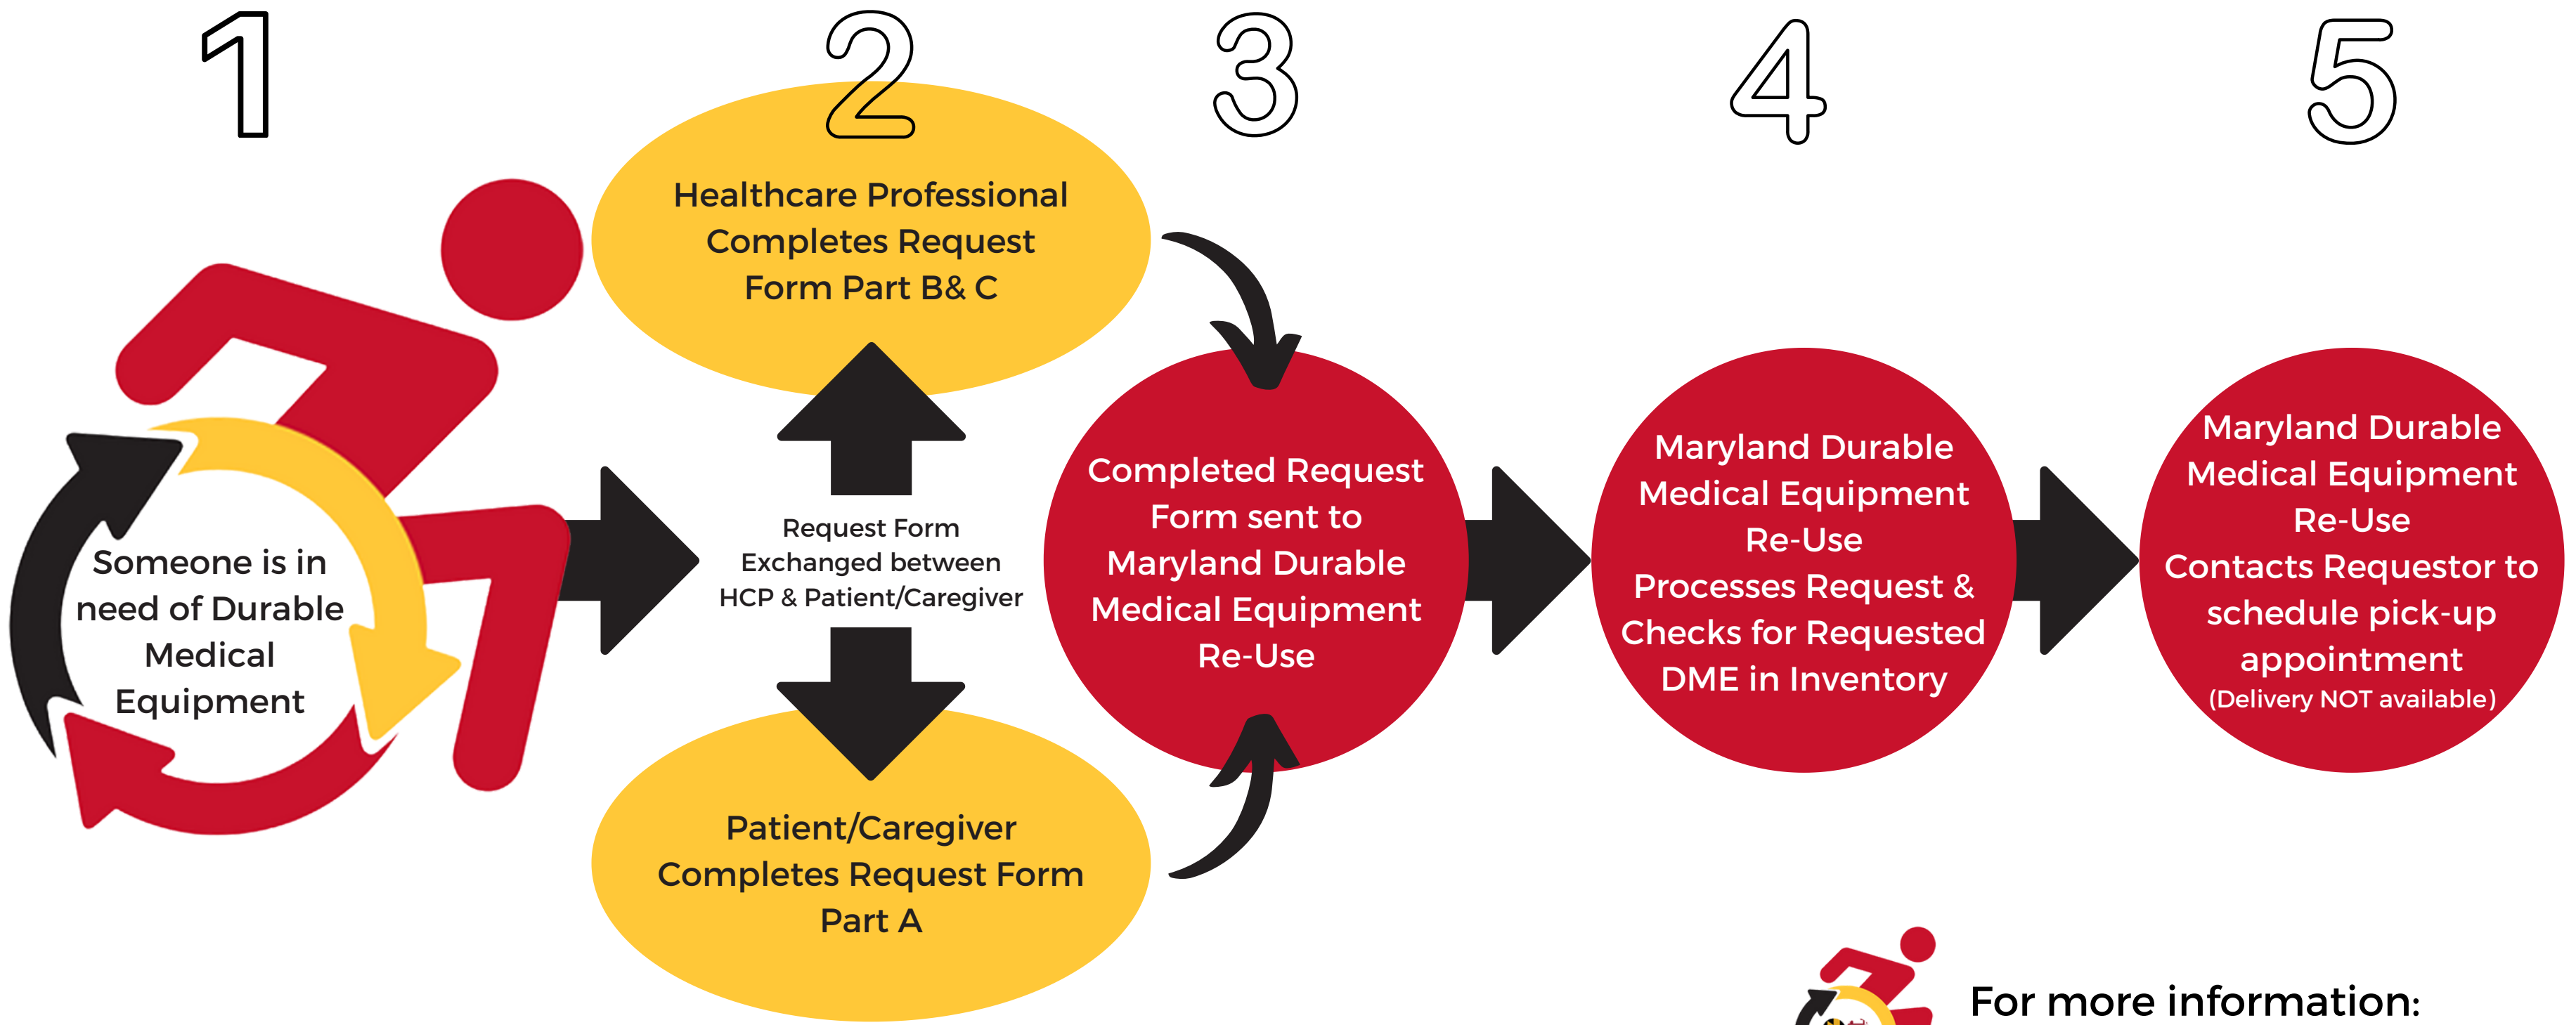 1
2
3
4
5
Someone is in
need of Durable
Medical
Equipment
Healthcare Professional
Completes Request
Form Part B& C
Request Form
Exchanged between
HCP & Patient/Caregiver
Patient/Caregiver
Completes Request Form
Part A
Completed Request
Form sent to
Maryland Durable
Medical Equipment
Re-Use
Maryland Durable
Medical Equipment
Re-Use
Processes Request &
Checks for Requested
DME in Inventory
Maryland Durable
Medical Equipment
Re-Use
Contacts Requestor to
schedule pick-up
appointment
(Delivery NOT available)
For more information: